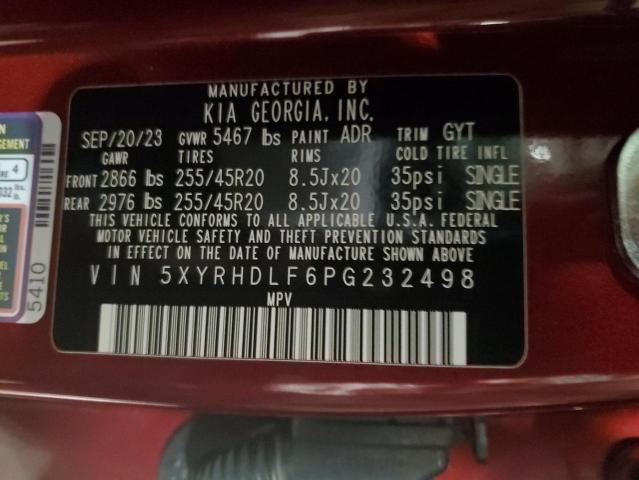 MANUFACTURED BY
KIA GEORGIA, INC.
SEP/20/23 GVWR 5467 lbs PAINT ADR TRIM GYT
GAWR TIRES RIMS COLD TIRE INFL
FRONT 2866 lbs 255/45R20 8.5Jx20 35psi SINGLE
REAR 2976 lbs 255/45R20 8.5Jx20 35psi SINGLE
THIS VEHICLE CONFORMS TO ALL APPLICABLE U.S.A. FEDERAL
MOTOR VEHICLE SAFETY AND THEFT PREVENTION STANDARDS
IN EFFECT ON THE DATE OF MANUFACTURE SHOWN ABOVE
VIN 5XYRHDLF6PG232498
MPV
4
5410